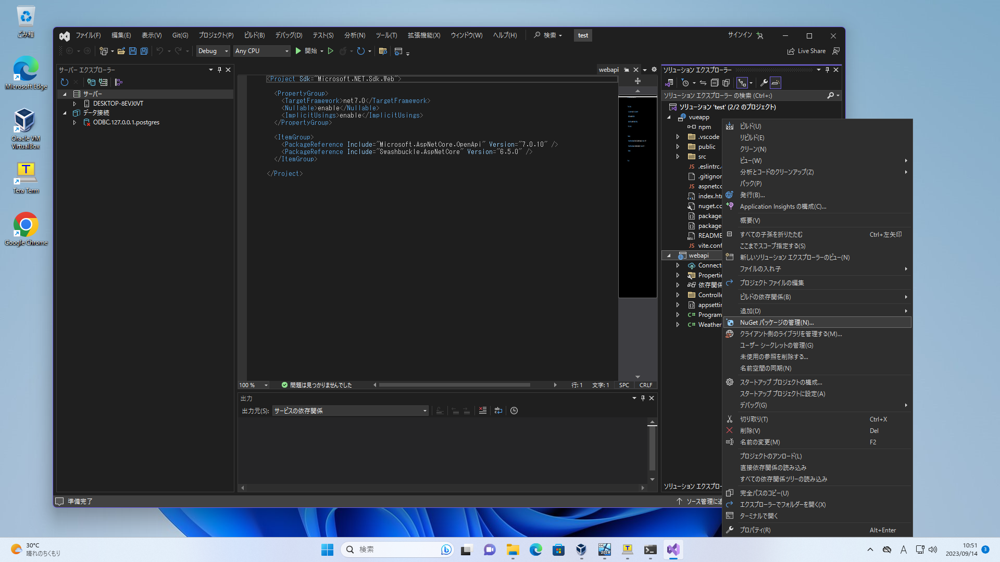 ごみ箱
Microsoft Edge
Oracle VM
VirtualBox
Tera Term
Google Chrome
ファイル(F)
編集(E)
表示(V)
Git(G)
プロジェクト(P)
ビルド(B)
デバッグ(D)
テスト(S)
分析(N)
ツール(T)
拡張機能(X)
ウィンドウ(W)
ヘルプ(H)
検索
test
サインイン
Debug
Any CPU
開始
Live Share
サーバー エクスプローラー
サーバー
DESKTOP-8EVJ0VT
データ接続
ODBC.127.0.0.1.postgres
webapi
<Project Sdk="Microsoft.NET.Sdk.Web">
<PropertyGroup>
<TargetFramework>net7.0</TargetFramework>
<Nullable>enable</Nullable>
<ImplicitUsings>enable</ImplicitUsings>
</PropertyGroup>
<ItemGroup>
<PackageReference Include="Microsoft.AspNetCore.OpenApi" Version="7.0.10" />
<PackageReference Include="Swashbuckle.AspNetCore" Version="6.5.0" />
</ItemGroup>
</Project>
100 %
問題は見つかりませんでした
行: 1
文字: 1
SPC
CRLF
出力
出力元(S):
サービスの依存関係
ソリューション エクスプローラー
ソリューション エクスプローラー の検索 (Ctrl+:)
ソリューション 'test' (2/2 のプロジェクト)
vueapp
npm
.vscode
public
src
.eslintrc.
.gitignor
aspnetco
index.ht
nuget.co
package
package
README
vite.conf
webapi
Connect
Propertie
依存関係
Controlle
appsettin
Program
Weather
ソリューション エクスプロー
ビルド(U)
リビルド(E)
クリーン(N)
ビュー(W)
分析とコードのクリーンアップ(Z)
パック(P)
発行(B)...
Application Insights の構成(C)...
概要(V)
すべての子孫を折りたたむ Ctrl+左矢印
ここまでスコープ指定する(S)
新しいソリューション エクスプローラーのビュー(N)
ファイルの入れ子
プロジェクト ファイルの編集
ビルドの依存関係(B)
追加(D)
NuGet パッケージの管理(N)...
クライアント側のライブラリを管理する(M)...
ユーザー シークレットの管理(G)
未使用の参照を削除する...
名前空間の同期(N)
スタートアップ プロジェクトの構成...
スタートアップ プロジェクトに設定(A)
デバッグ(G)
切り取り(T) Ctrl+X
削除(V) Del
名前の変更(M) F2
プロジェクトのアンロード(L)
直接依存関係の読み込み
すべての依存関係ツリーの読み込み
完全パスのコピー(U)
エクスプローラーでフォルダーを開く(X)
ターミナルで開く
プロパティ(R) Alt+Enter
準備完了
ソース管理に追
30°C
晴れのちくもり
検索
64
2019
A
10:51
2023/09/14
3